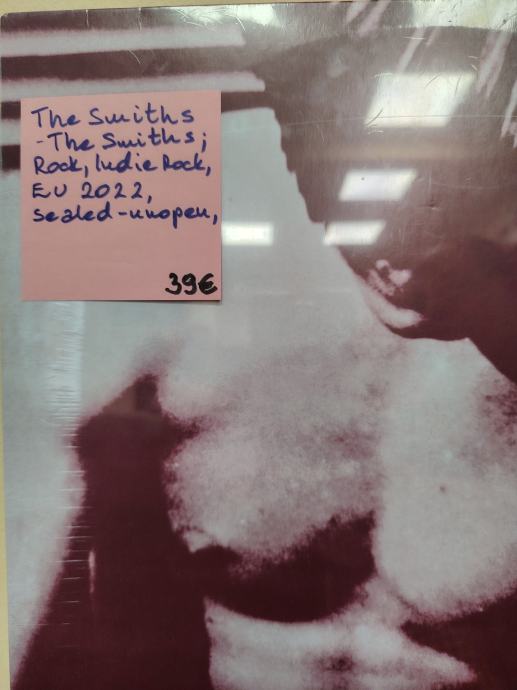 The Smiths
- The Smiths;
Rock, Indie Rock,
EU 2022,
sealed-unopen,
39€